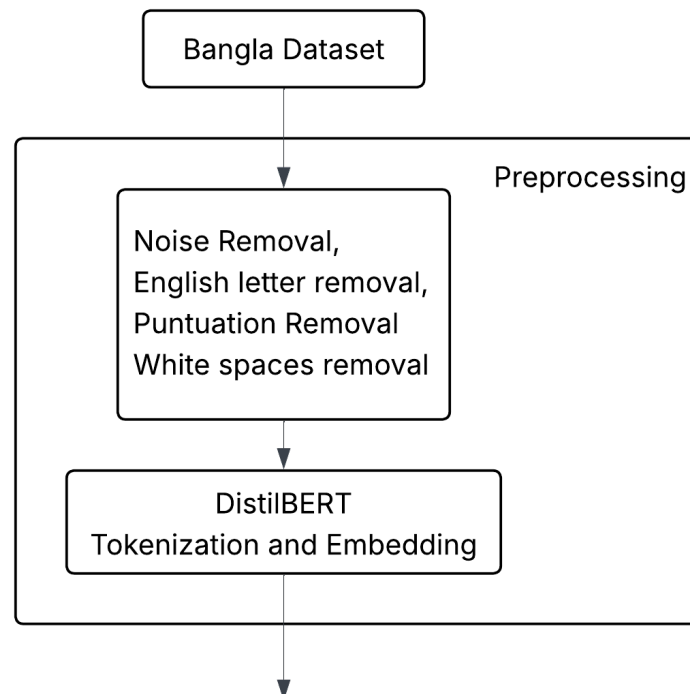 Bangla Dataset
Preprocessing
Noise Removal,
English letter removal,
Puntuation Removal
White spaces removal
DistilBERT
Tokenization and Embedding